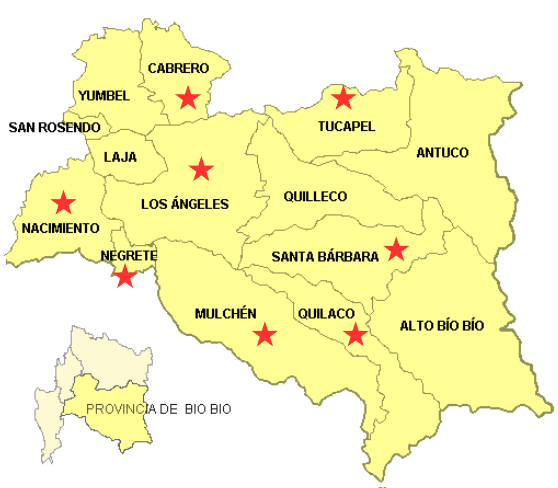 CABRERO
YUMBEL
SAN ROSENDO
TUCAPEL
LAJA
ANTUCO
LOS ÁNGELES
QUILLECO
NACIMIENTO
NEGRETE
SANTA BÁRBARA
MULCHÉN
QUILACO
ALTO BÍO BÍO
PROVINCIA DE BIO BIO